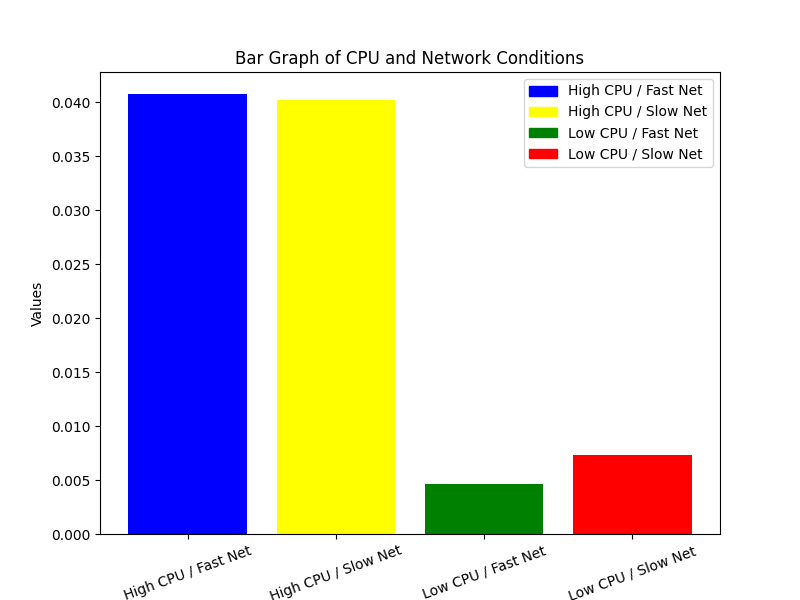 Bar Graph of CPU and Network Conditions
High CPU / Fast Net
High CPU / Slow Net
Low CPU / Fast Net
Low CPU / Slow Net
0.040
0.035
0.030
0.025
0.020
0.015
0.010
0.005
0.000
Values
High CPU / Fast Net
High CPU / Slow Net
Low CPU / Fast Net
Low CPU / Slow Net